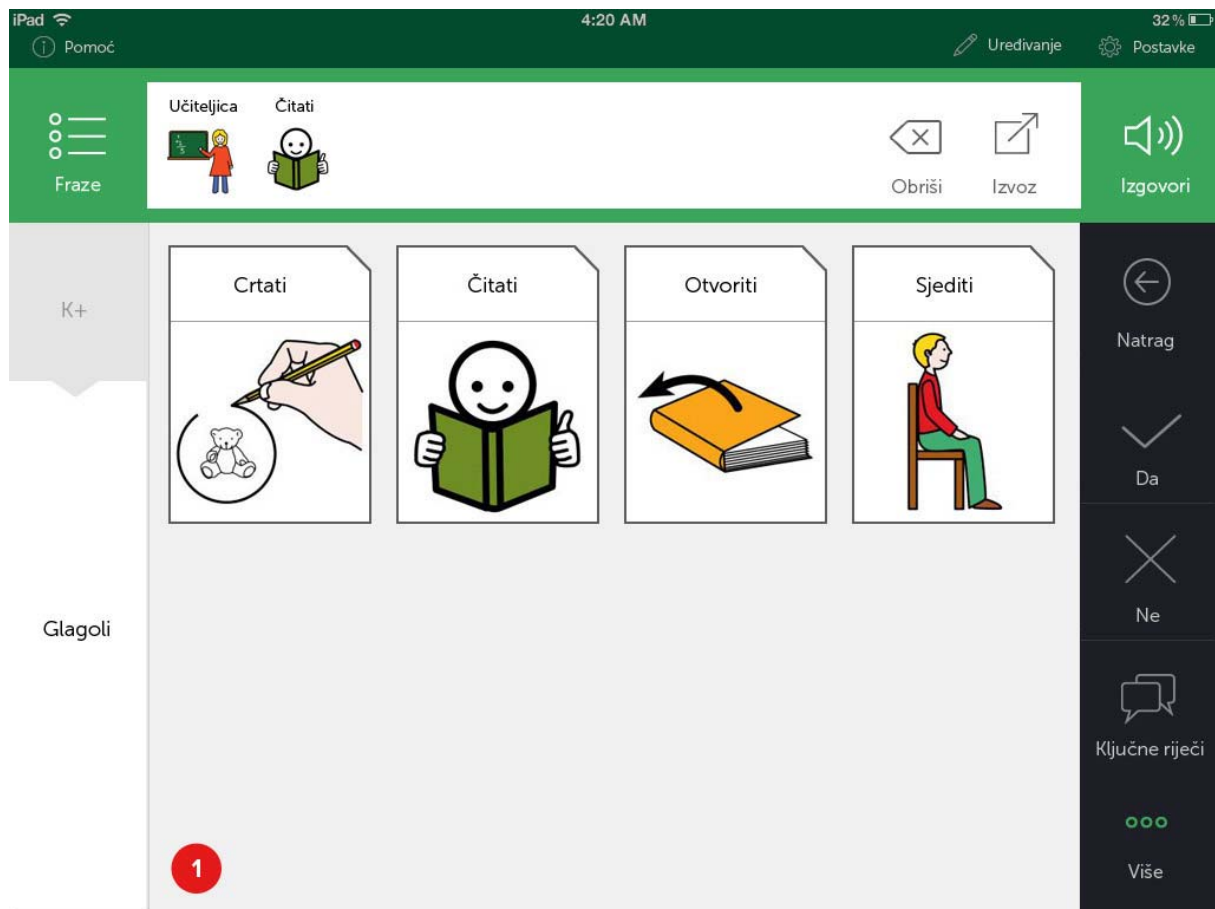 iPad 4:20 AM 32%
Pomoć Uređivanje Postavke
Učiteljica Čitati
Fraze Obriši Izvoz Izgovori
K+
Crtati Čitati Otvoriti Sjediti
Natrag
Da
Ne
Glagoli
Ključne riječi
Više
1